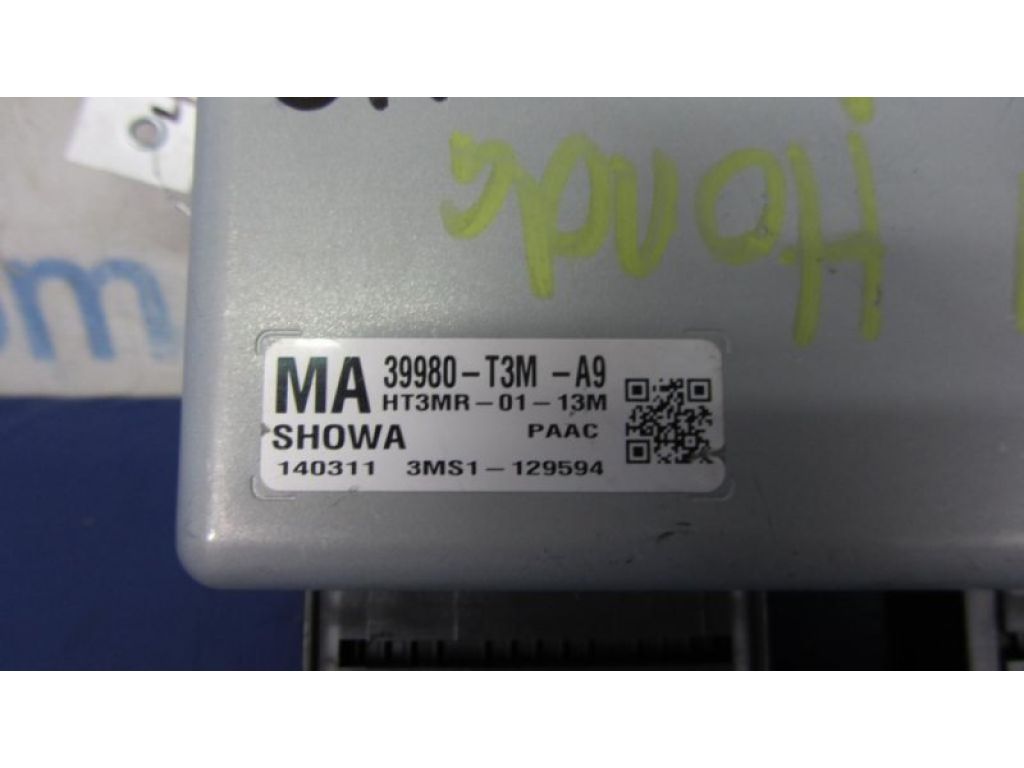 Honda
MA 39980-T3M -A9
HT3MR-01-13M
SHOWA PAAC
140311 3MS1-129594